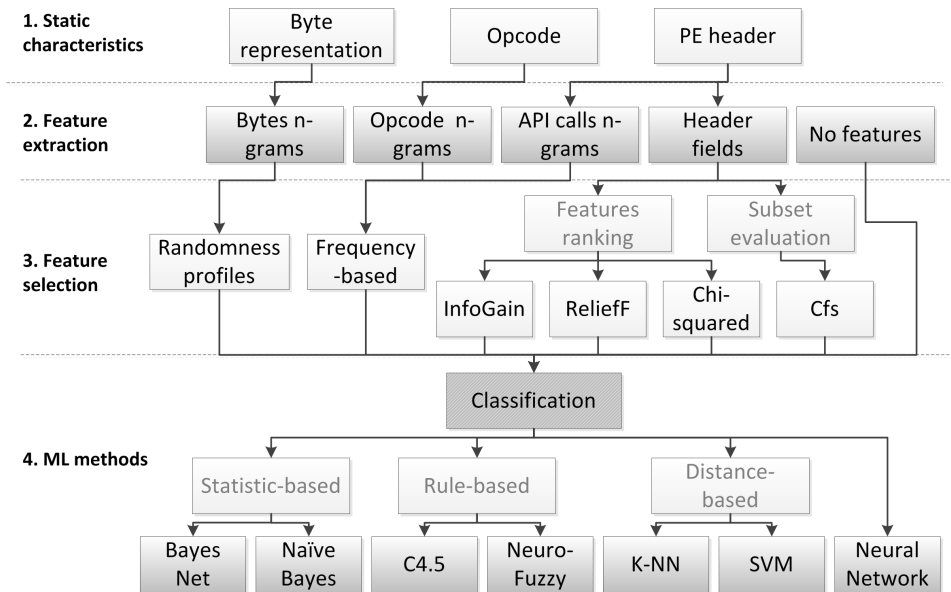 1. Static
characteristics
Byte
representation
Opcode
PE header
2. Feature
extraction
Bytes n-
grams
Opcode n-
grams
API calls n-
grams
Header
fields
No features
3. Feature
selection
Randomness
profiles
Frequency
-based
Features
ranking
Subset
evaluation
InfoGain
ReliefF
Chi-
squared
Cfs
Classification
4. ML methods
Statistic-based
Rule-based
Distance-
based
Bayes
Net
Naïve
Bayes
C4.5
Neuro-
Fuzzy
K-NN
SVM
Neural
Network